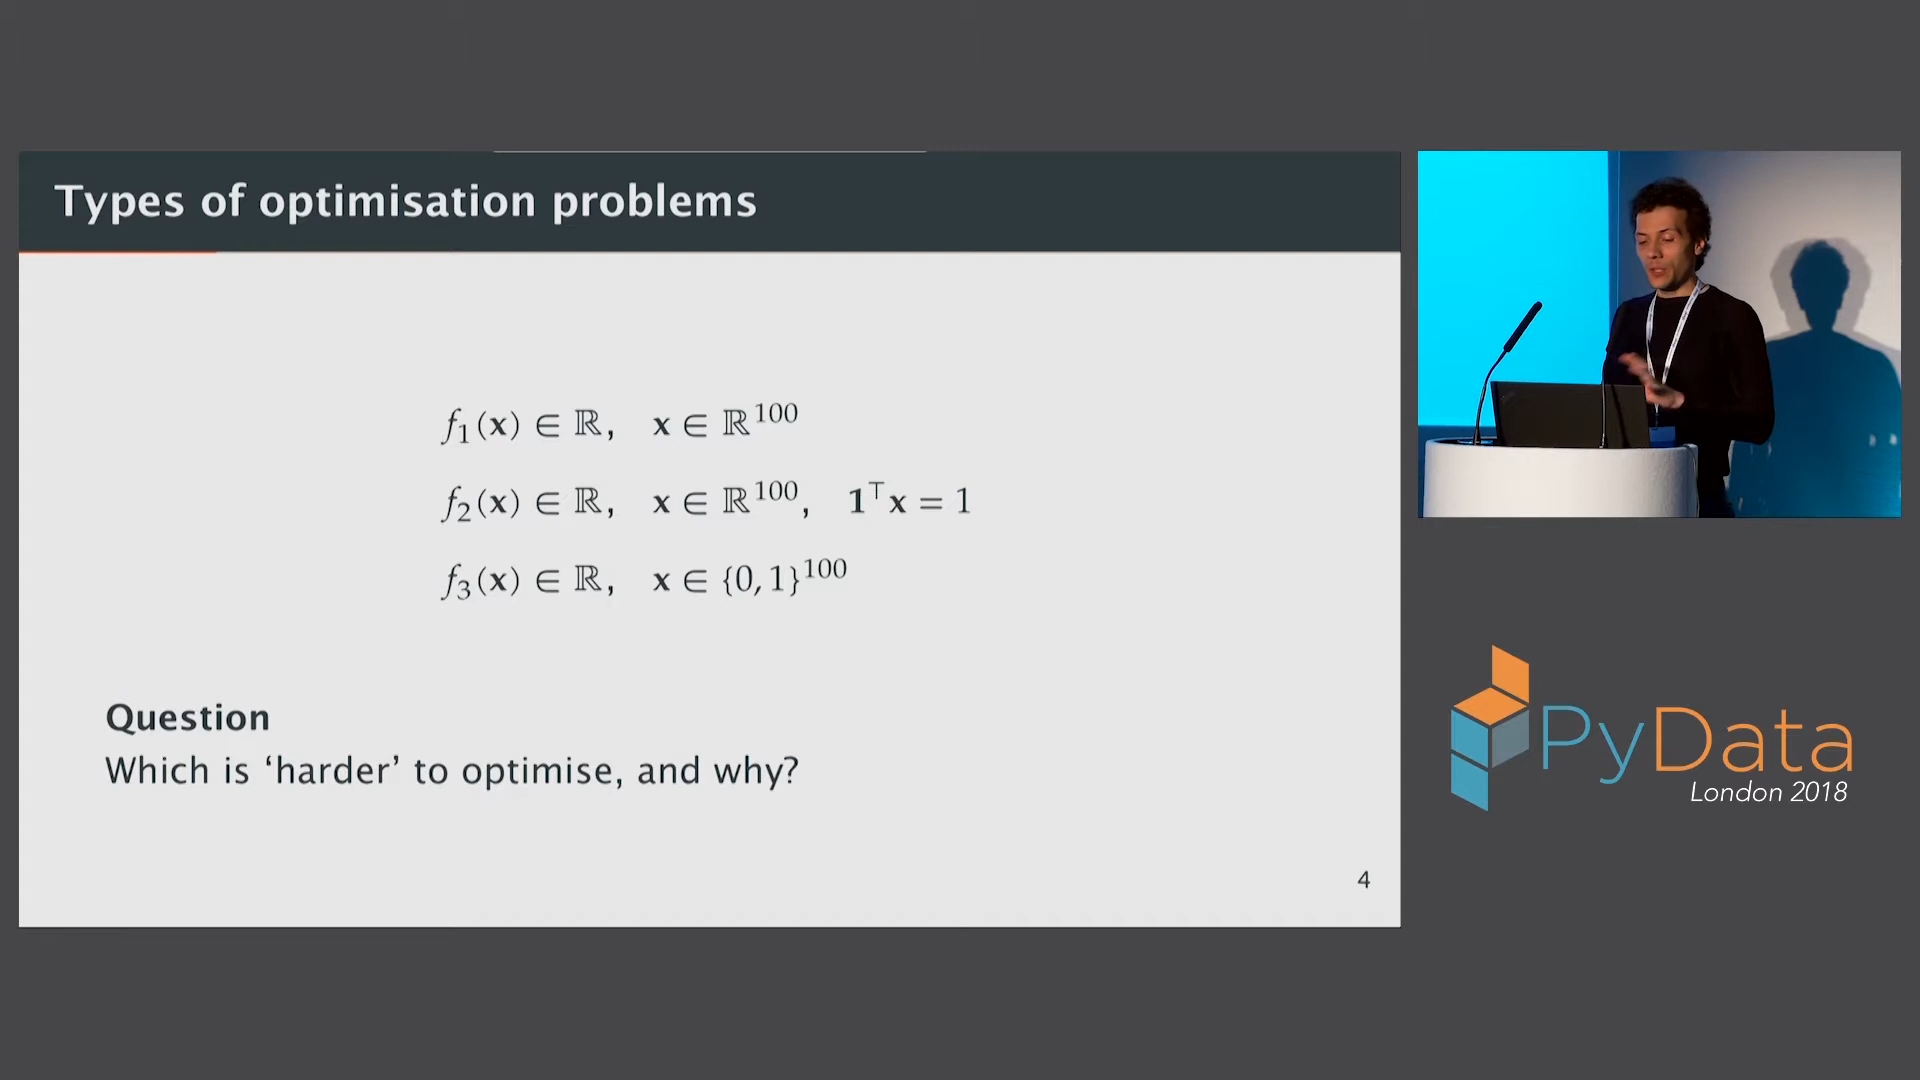 Types of optimisation problems
f₁(x) ∈ ℝ, x ∈ ℝ¹⁰⁰
f₂(x) ∈ ℝ, x ∈ ℝ¹⁰⁰, 1ᵀx = 1
f₃(x) ∈ ℝ, x ∈ {0, 1}¹⁰⁰
Question
Which is ‘harder’ to optimise, and why?
4
PyData
London 2018